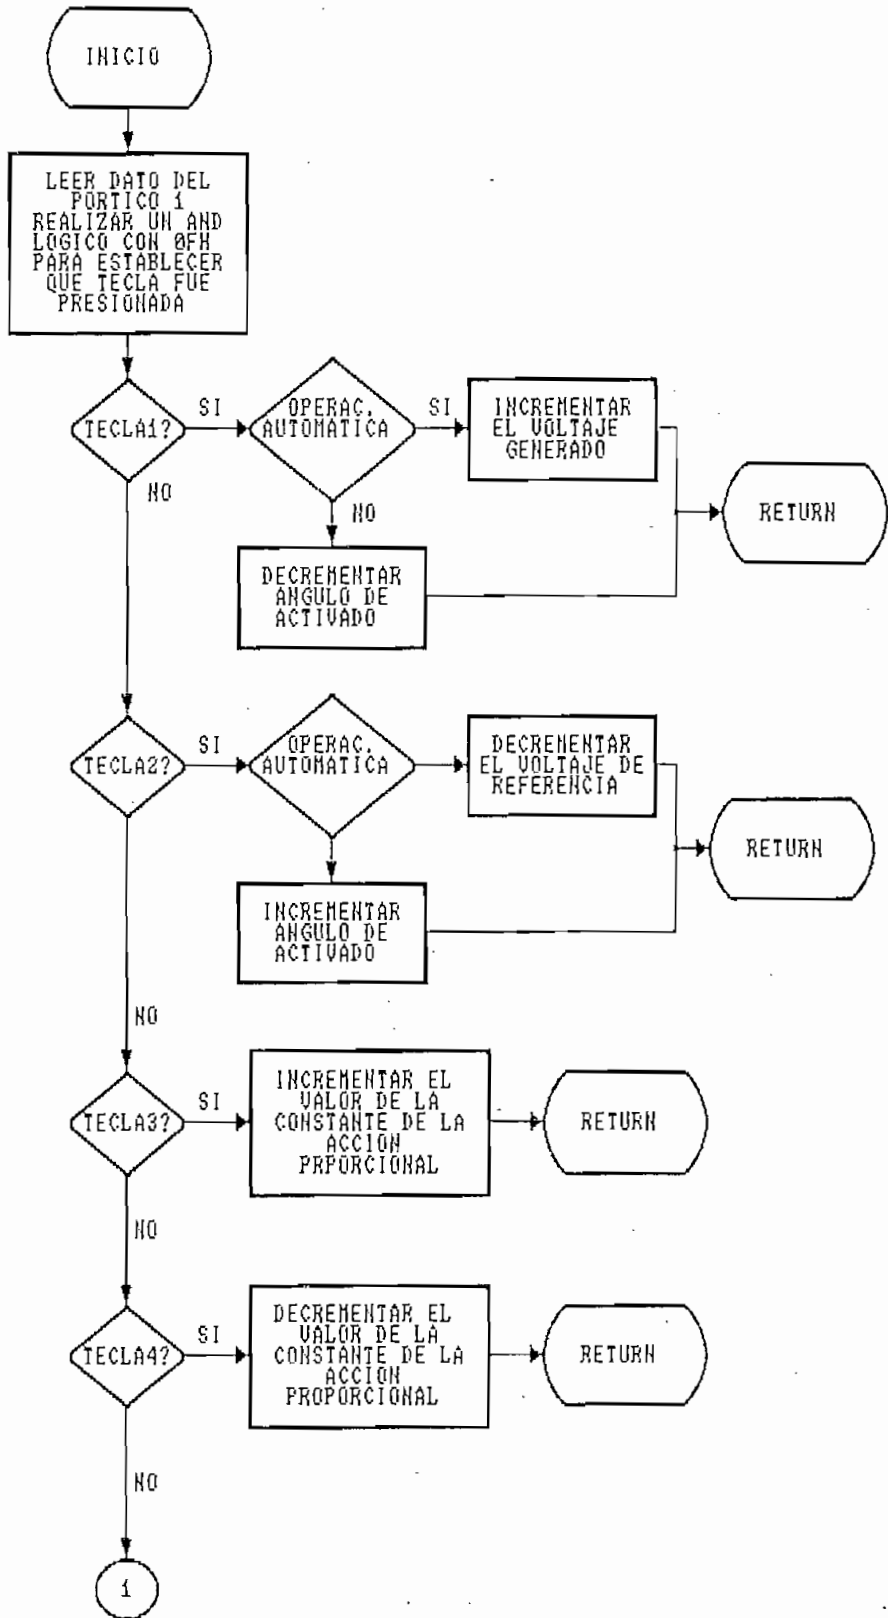 INICIO
LEER DATO DEL
PORTICO 1
REALIZAR UN AND
LOGICO CON 0FH
PARA ESTABLECER
QUE TECLA FUE
PRESIONADA
TECLA1?
SI
OPERAC.
AUTOMATICA
SI
INCREMENTAR
EL VOLTAJE
GENERADO
RETURN
NO
NO
DECREMENTAR
ANGULO DE
ACTIVADO
TECLA2?
SI
OPERAC.
AUTOMATICA
DECREMENTAR
EL VOLTAJE DE
REFERENCIA
RETURN
INCREMENTAR
ANGULO DE
ACTIVADO
NO
TECLA3?
SI
INCREMENTAR EL
VALOR DE LA
CONSTANTE DE LA
ACCION
PRPORCIONAL
RETURN
NO
TECLA4?
SI
DECREMENTAR EL
VALOR DE LA
CONSTANTE DE LA
ACCION
PROPORCIONAL
RETURN
NO
1